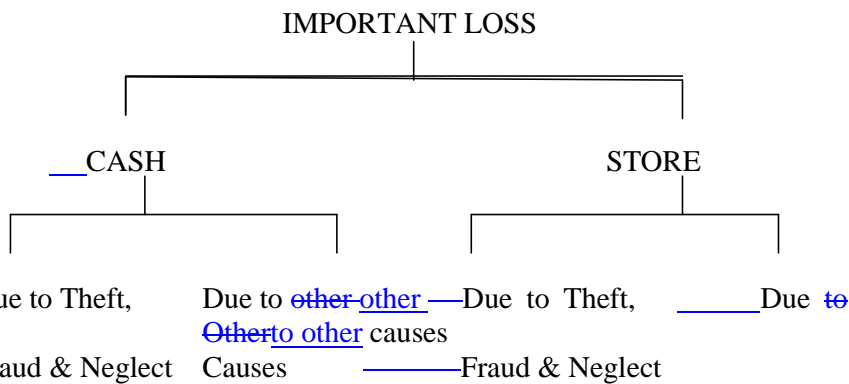 IMPORTANT LOSS
CASH STORE
ue to Theft, Due to other other Due to Theft, Due to
Otherto other causes
aud & Neglect Causes Fraud & Neglect